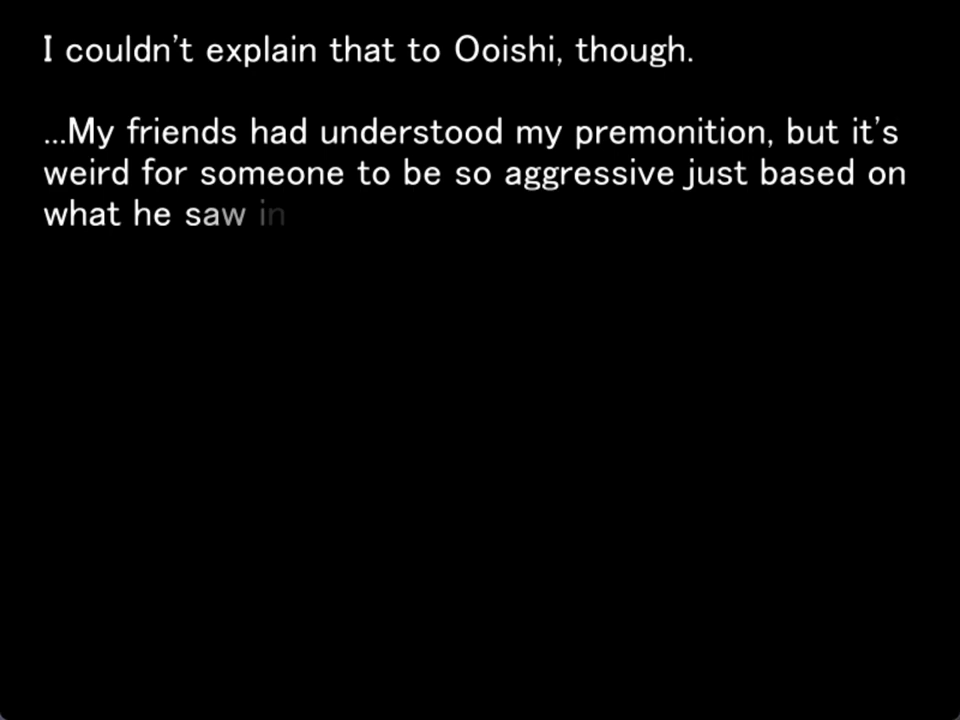 I couldn’t explain that to Ooishi, though.
...My friends had understood my premonition, but it’s
weird for someone to be so aggressive just based on
what he saw in